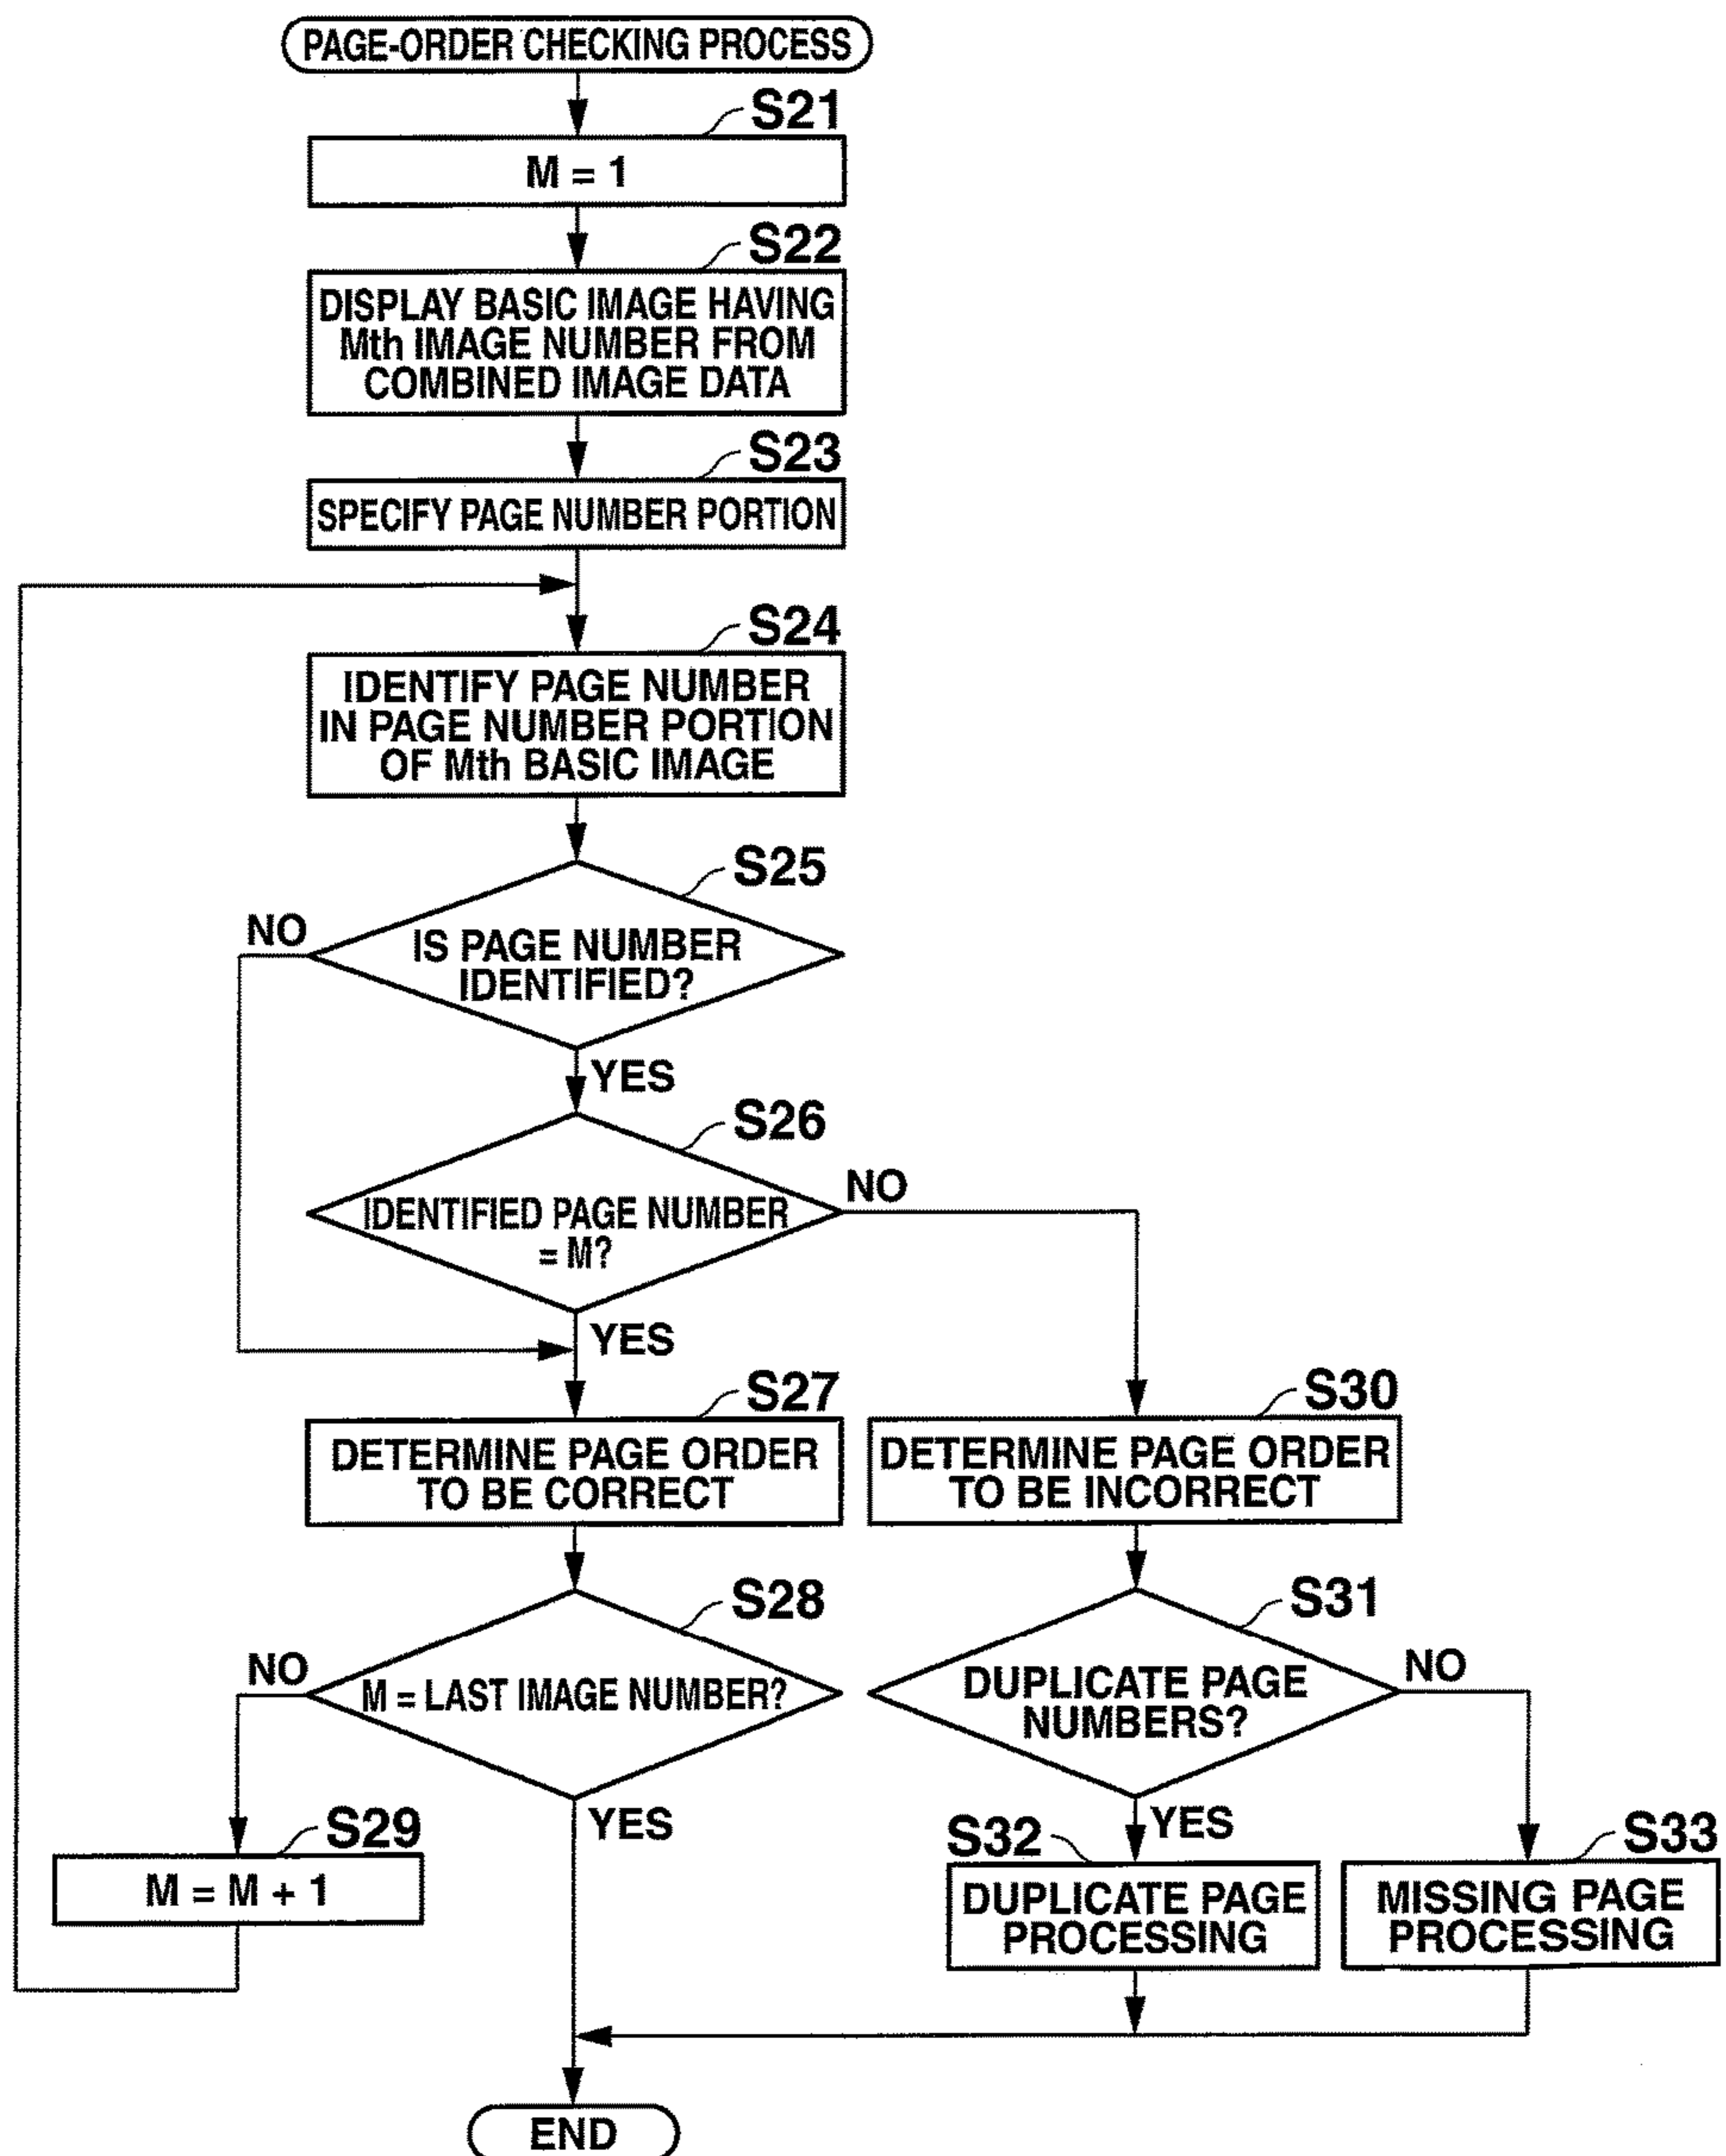 PAGE-ORDER CHECKING PROCESS
S21
M = 1
S22
DISPLAY BASIC IMAGE HAVING
Mth IMAGE NUMBER FROM
COMBINED IMAGE DATA
S23
SPECIFY PAGE NUMBER PORTION
S24
IDENTIFY PAGE NUMBER
IN PAGE NUMBER PORTION
OF Mth BASIC IMAGE
S25
NO
IS PAGE NUMBER
IDENTIFIED?
YES
S26
NO
IDENTIFIED PAGE NUMBER
= M?
YES
S27
DETERMINE PAGE ORDER
TO BE CORRECT
S30
DETERMINE PAGE ORDER
TO BE INCORRECT
S28
NO
M = LAST IMAGE NUMBER?
YES
S31
NO
DUPLICATE PAGE
NUMBERS?
YES
S29
M = M + 1
S32
DUPLICATE PAGE
PROCESSING
S33
MISSING PAGE
PROCESSING
END